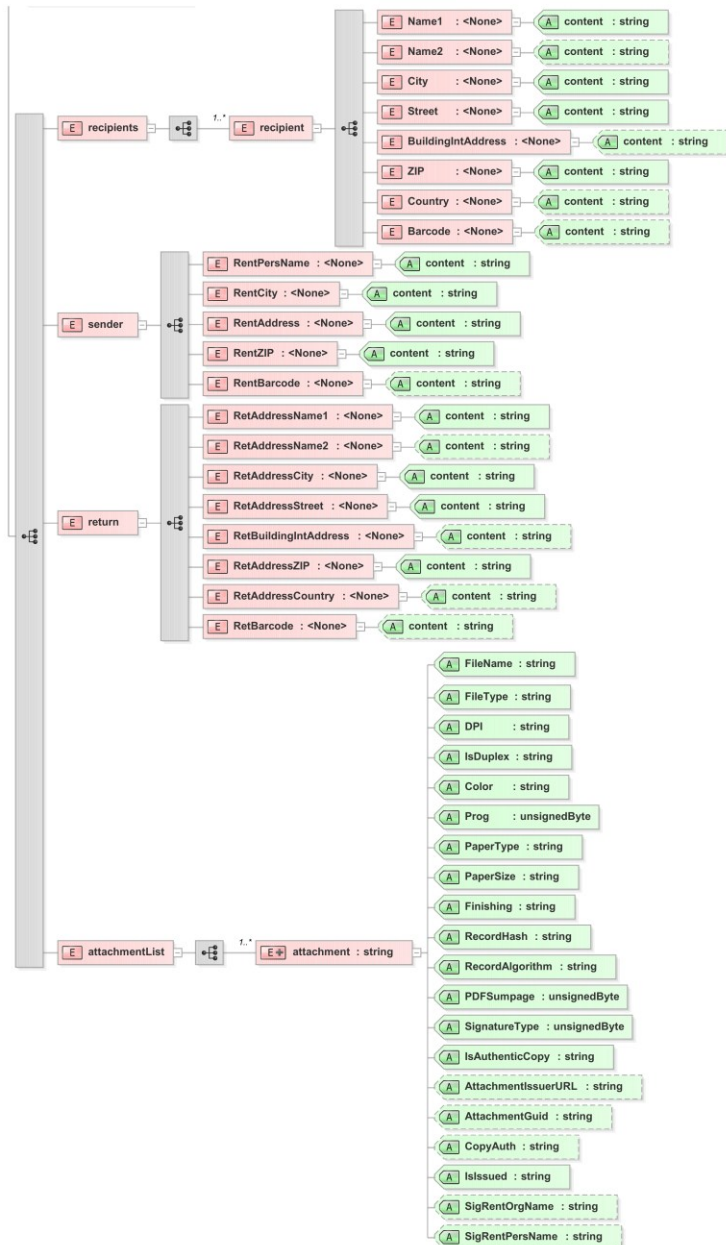 E Name1 : <None> A content : string
E Name2 : <None> A content : string
E City : <None> A content : string
E Street : <None> A content : string
E recipients 1..* E recipient
E BuildingIntAddress : <None> A content : string
E ZIP : <None> A content : string
E Country : <None> A content : string
E Barcode : <None> A content : string
E RentPersName : <None> A content : string
E RentCity : <None> A content : string
E sender
E RentAddress : <None> A content : string
E RentZIP : <None> A content : string
E RentBarcode : <None> A content : string
E RetAddressName1 : <None> A content : string
E RetAddressName2 : <None> A content : string
E RetAddressCity : <None> A content : string
E RetAddressStreet : <None> A content : string
E return
E RetBuildingIntAddress : <None> A content : string
E RetAddressZIP : <None> A content : string
E RetAddressCountry : <None> A content : string
E RetBarcode : <None> A content : string
A FileName : string
A FileType : string
A DPI : string
A IsDuplex : string
A Color : string
A Prog : unsignedByte
A PaperType : string
A PaperSize : string
A Finishing : string
A RecordHash : string
E attachmentList 1..* E attachment : string
A RecordAlgorithm : string
A PDFSumpage : unsignedByte
A SignatureType : unsignedByte
A IsAuthenticCopy : string
A AttachmentIssuerURL : string
A AttachmentGuid : string
A CopyAuth : string
A IsIssued : string
A SigRentOrgName : string
A SigRentPersName : string